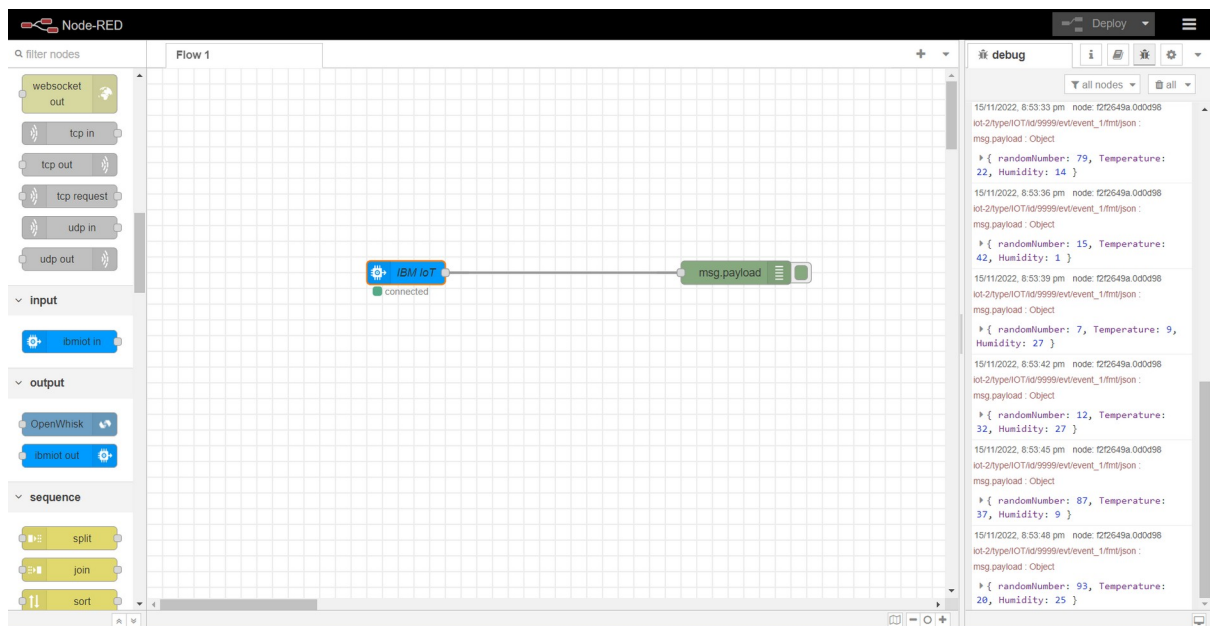 Node-RED
Deploy
filter nodes
websocket
out
tcp in
tcp out
tcp request
udp in
udp out
input
ibmiot in
output
OpenWhisk
ibmiot out
sequence
split
join
sort
Flow 1
IBM IoT
connected
msg.payload
debug
i
all nodes
all
15/11/2022, 8:53:33 pm node: f2f2649a.0d0d98
iot-2/type/IOT/id/9999/evt/event_1/fmt/json :
msg.payload : Object
{ randomNumber: 79, Temperature:
22, Humidity: 14 }
15/11/2022, 8:53:36 pm node: f2f2649a.0d0d98
iot-2/type/IOT/id/9999/evt/event_1/fmt/json :
msg.payload : Object
{ randomNumber: 15, Temperature:
42, Humidity: 1 }
15/11/2022, 8:53:39 pm node: f2f2649a.0d0d98
iot-2/type/IOT/id/9999/evt/event_1/fmt/json :
msg.payload : Object
{ randomNumber: 7, Temperature: 9,
Humidity: 27 }
15/11/2022, 8:53:42 pm node: f2f2649a.0d0d98
iot-2/type/IOT/id/9999/evt/event_1/fmt/json :
msg.payload : Object
{ randomNumber: 12, Temperature:
32, Humidity: 27 }
15/11/2022, 8:53:45 pm node: f2f2649a.0d0d98
iot-2/type/IOT/id/9999/evt/event_1/fmt/json :
msg.payload : Object
{ randomNumber: 87, Temperature:
37, Humidity: 9 }
15/11/2022, 8:53:48 pm node: f2f2649a.0d0d98
iot-2/type/IOT/id/9999/evt/event_1/fmt/json :
msg.payload : Object
{ randomNumber: 93, Temperature:
20, Humidity: 25 }